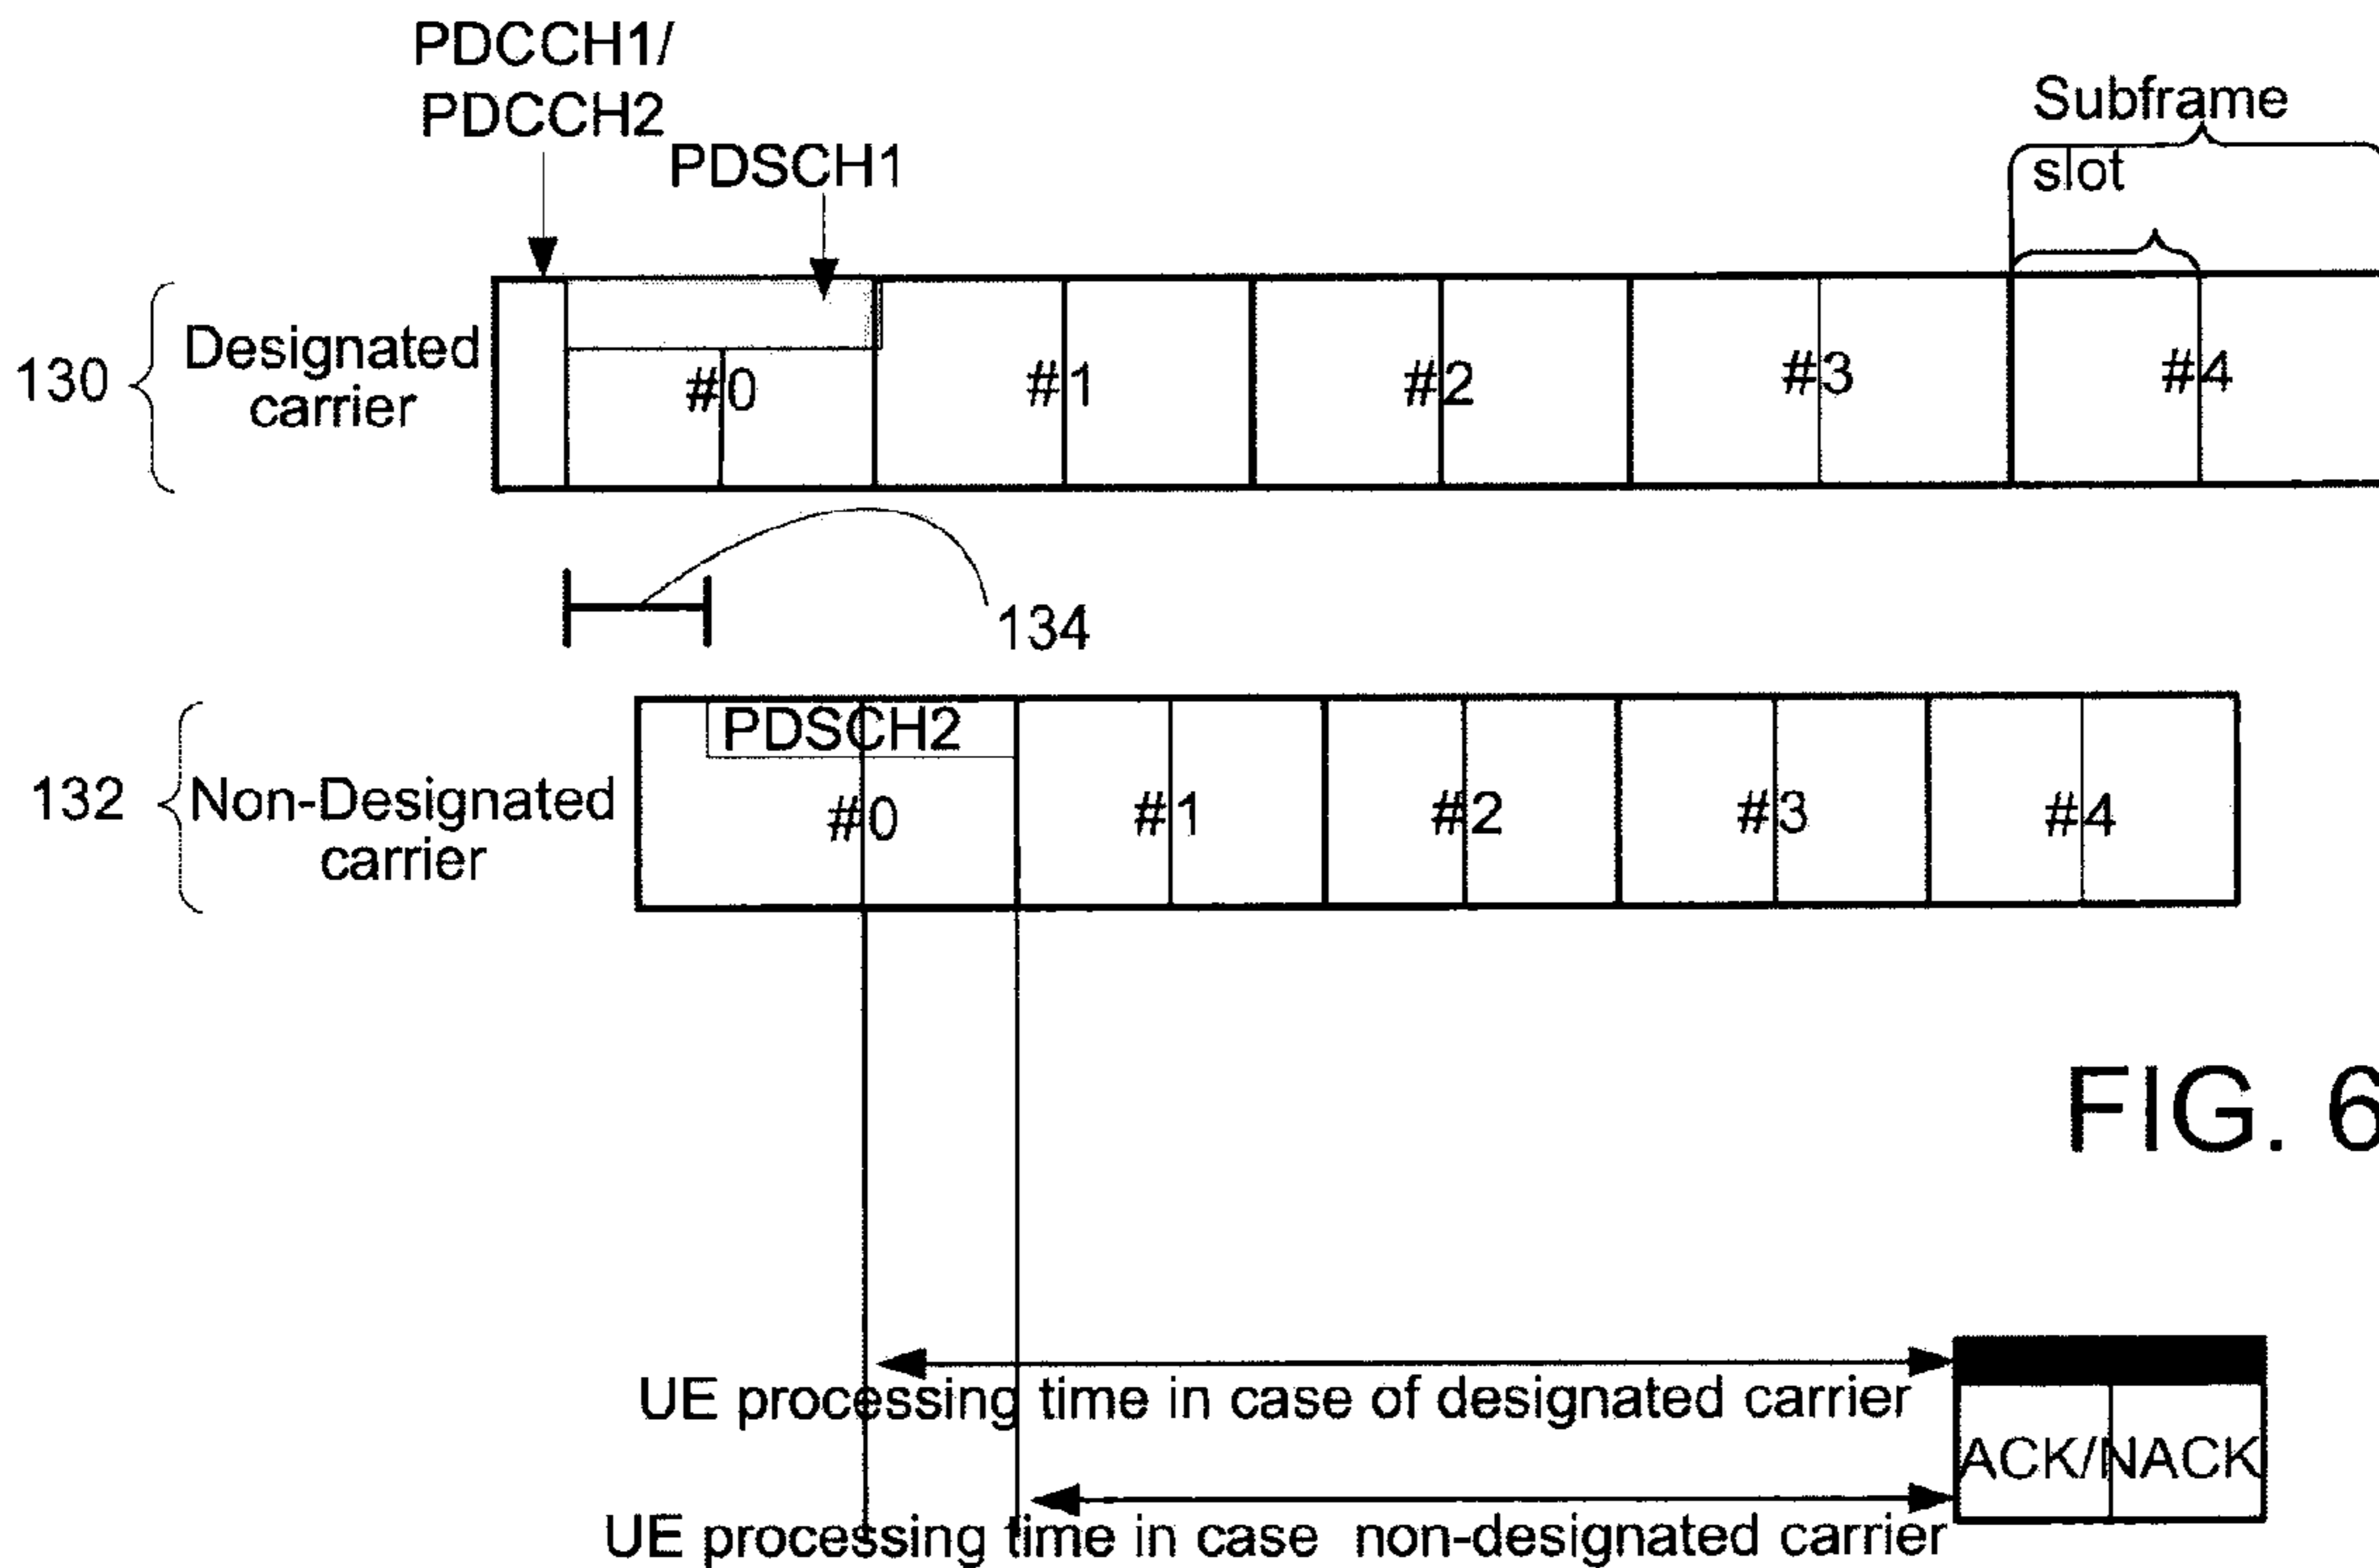 PDCCH1/
PDCCH2
PDSCH1
Subframe
slot
130
Designated
carrier
#0
#1
#2
#3
#4
134
132
Non-Designated
carrier
PDSCH2
#0
#1
#2
#3
#4
FIG. 6
UE processing time in case of designated carrier
ACK/NACK
UE processing time in case non-designated carrier